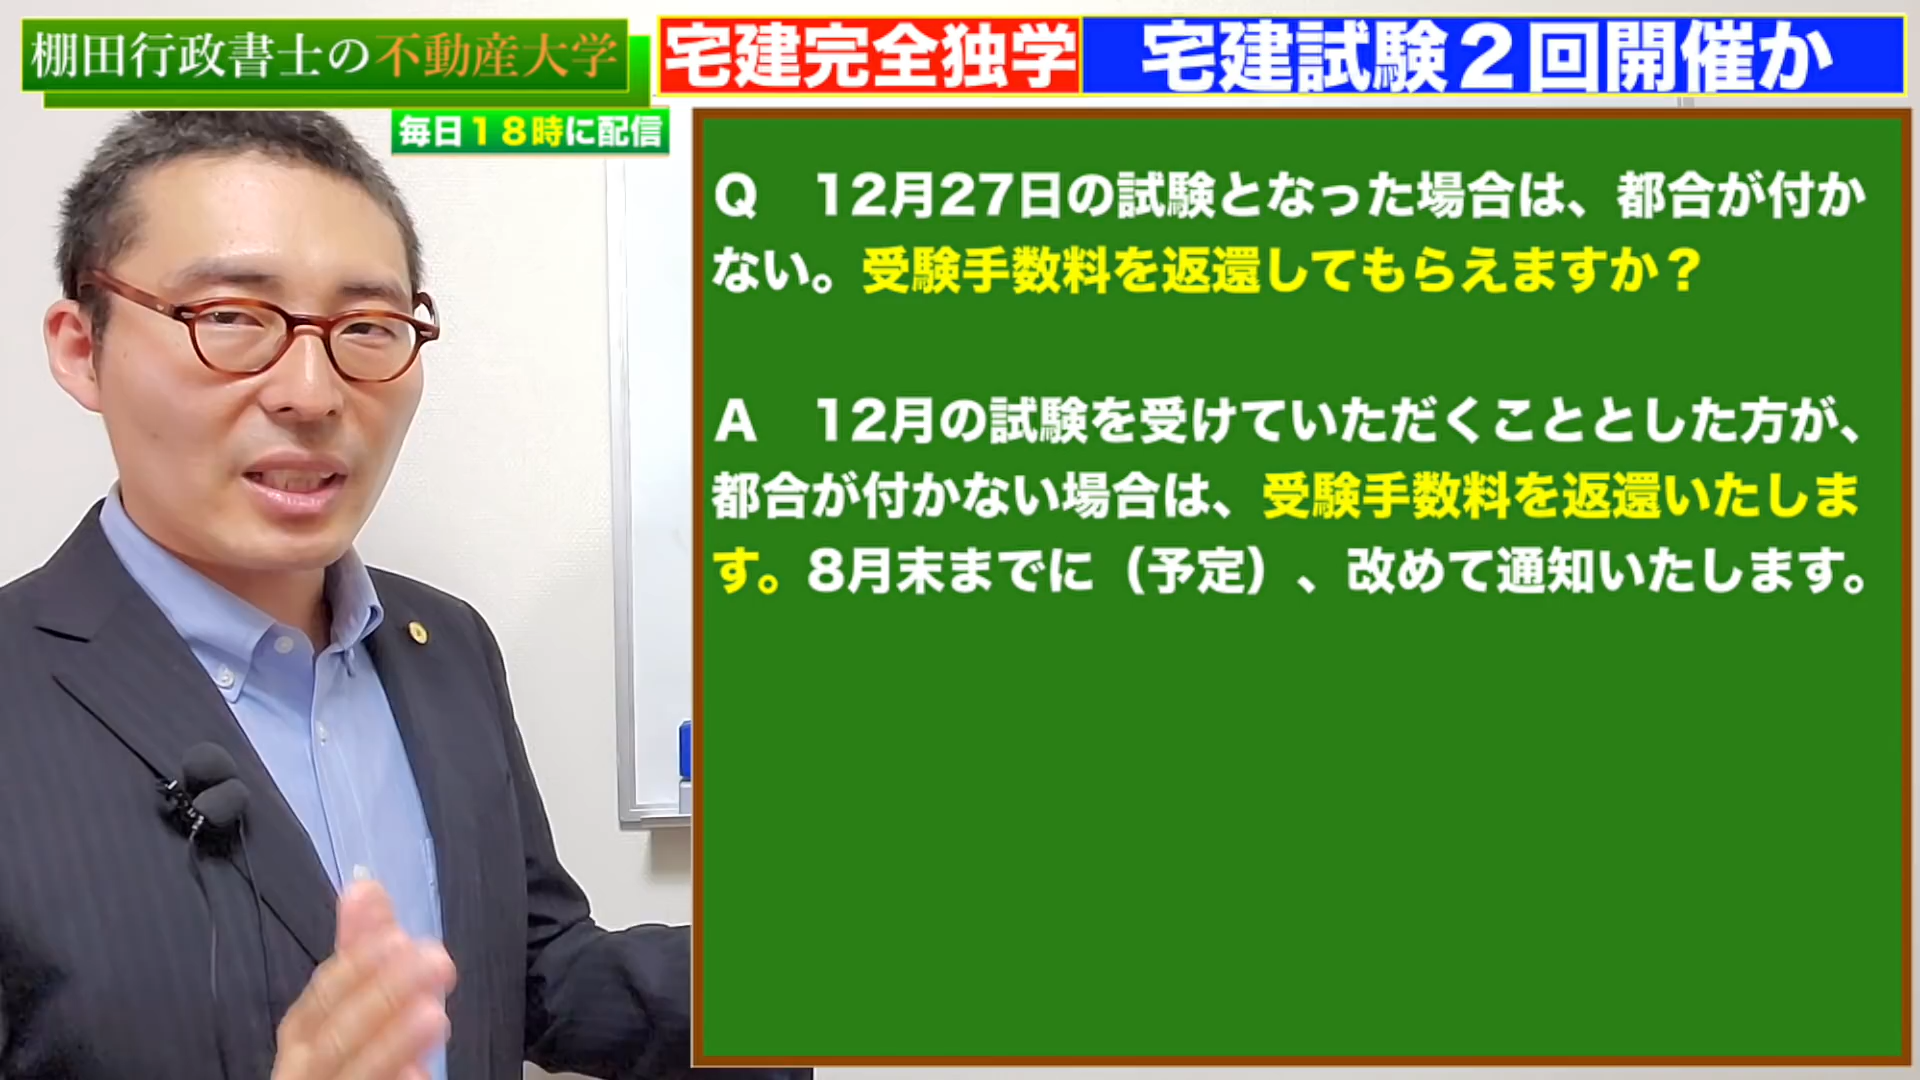 棚田行政書士の不動産大学
宅建完全独学
宅建試験２回開催か
毎日１８時に配信
Q　12月27日の試験となった場合は、都合が付か
ない。受験手数料を返還してもらえますか？
A　12月の試験を受けていただくこととした方が、
都合が付かない場合は、受験手数料を返還いたしま
す。8月末までに（予定）、改めて通知いたします。